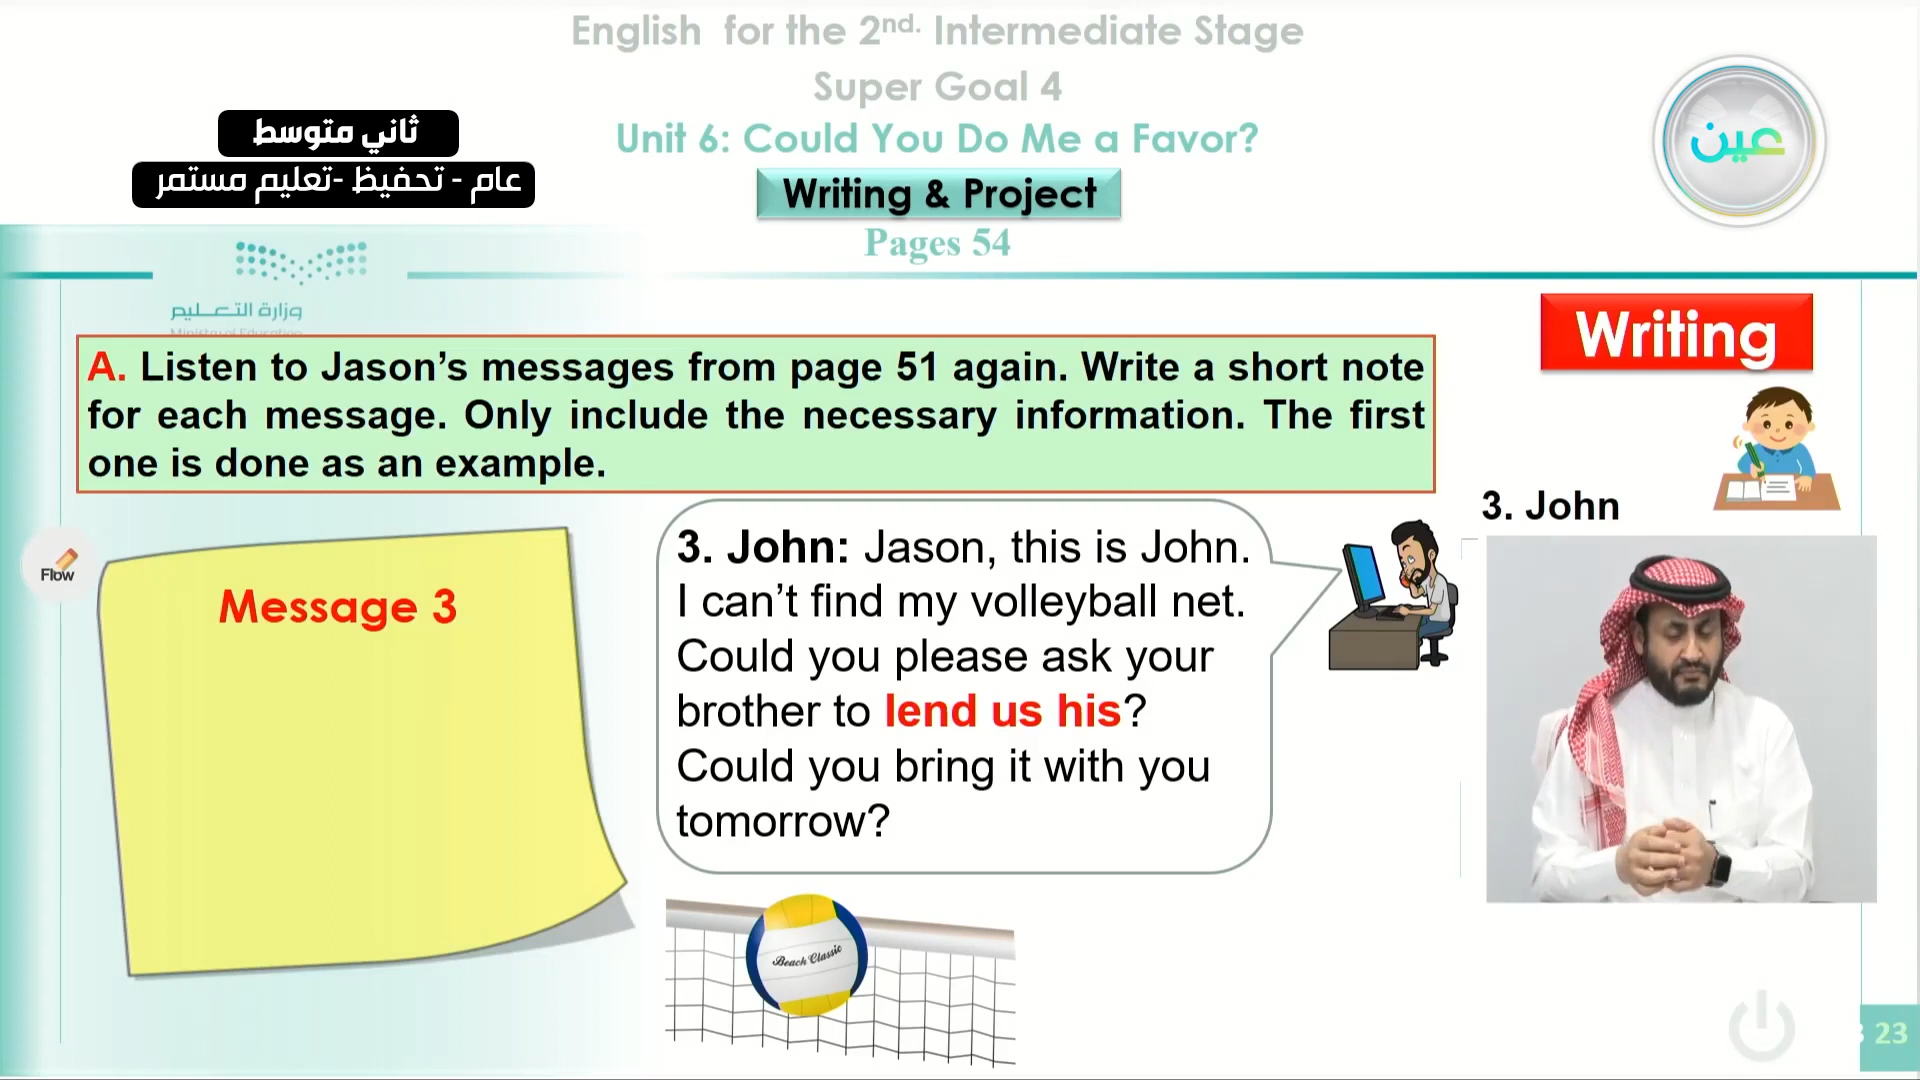 English for the 2nd. Intermediate Stage
Super Goal 4
Unit 6: Could You Do Me a Favor?
Writing & Project
Pages 54
ثاني متوسط
عام - تحفيظ -تعليم مستمر
عين
وزارة التعليم
Ministry of Education
Writing
A. Listen to Jason’s messages from page 51 again. Write a short note
for each message. Only include the necessary information. The first
one is done as an example.
3. John
Flow
Message 3
3. John: Jason, this is John.
I can’t find my volleyball net.
Could you please ask your
brother to lend us his?
Could you bring it with you
tomorrow?
Beach Classic
23